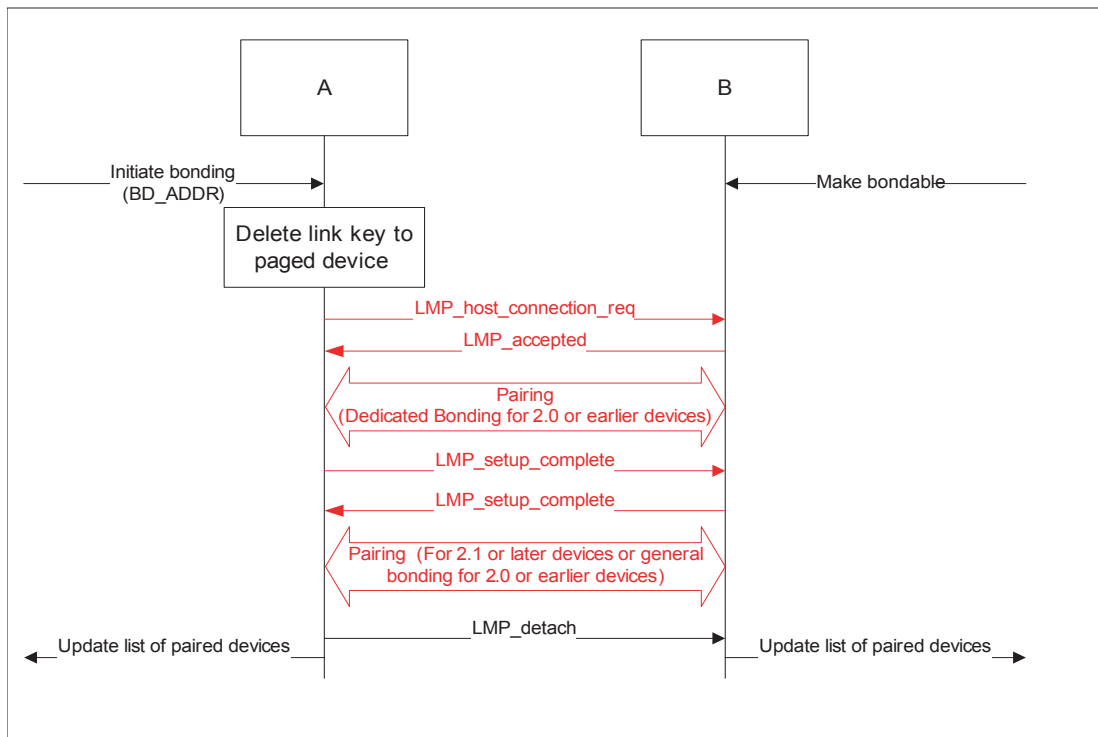 A
B
Initiate bonding
(BD_ADDR)
Make bondable
Delete link key to
paged device
LMP_host_connection_req
LMP_accepted
Pairing
(Dedicated Bonding for 2.0 or earlier devices)
LMP_setup_complete
LMP_setup_complete
Pairing (For 2.1 or later devices or general
bonding for 2.0 or earlier devices)
LMP_detach
Update list of paired devices
Update list of paired devices